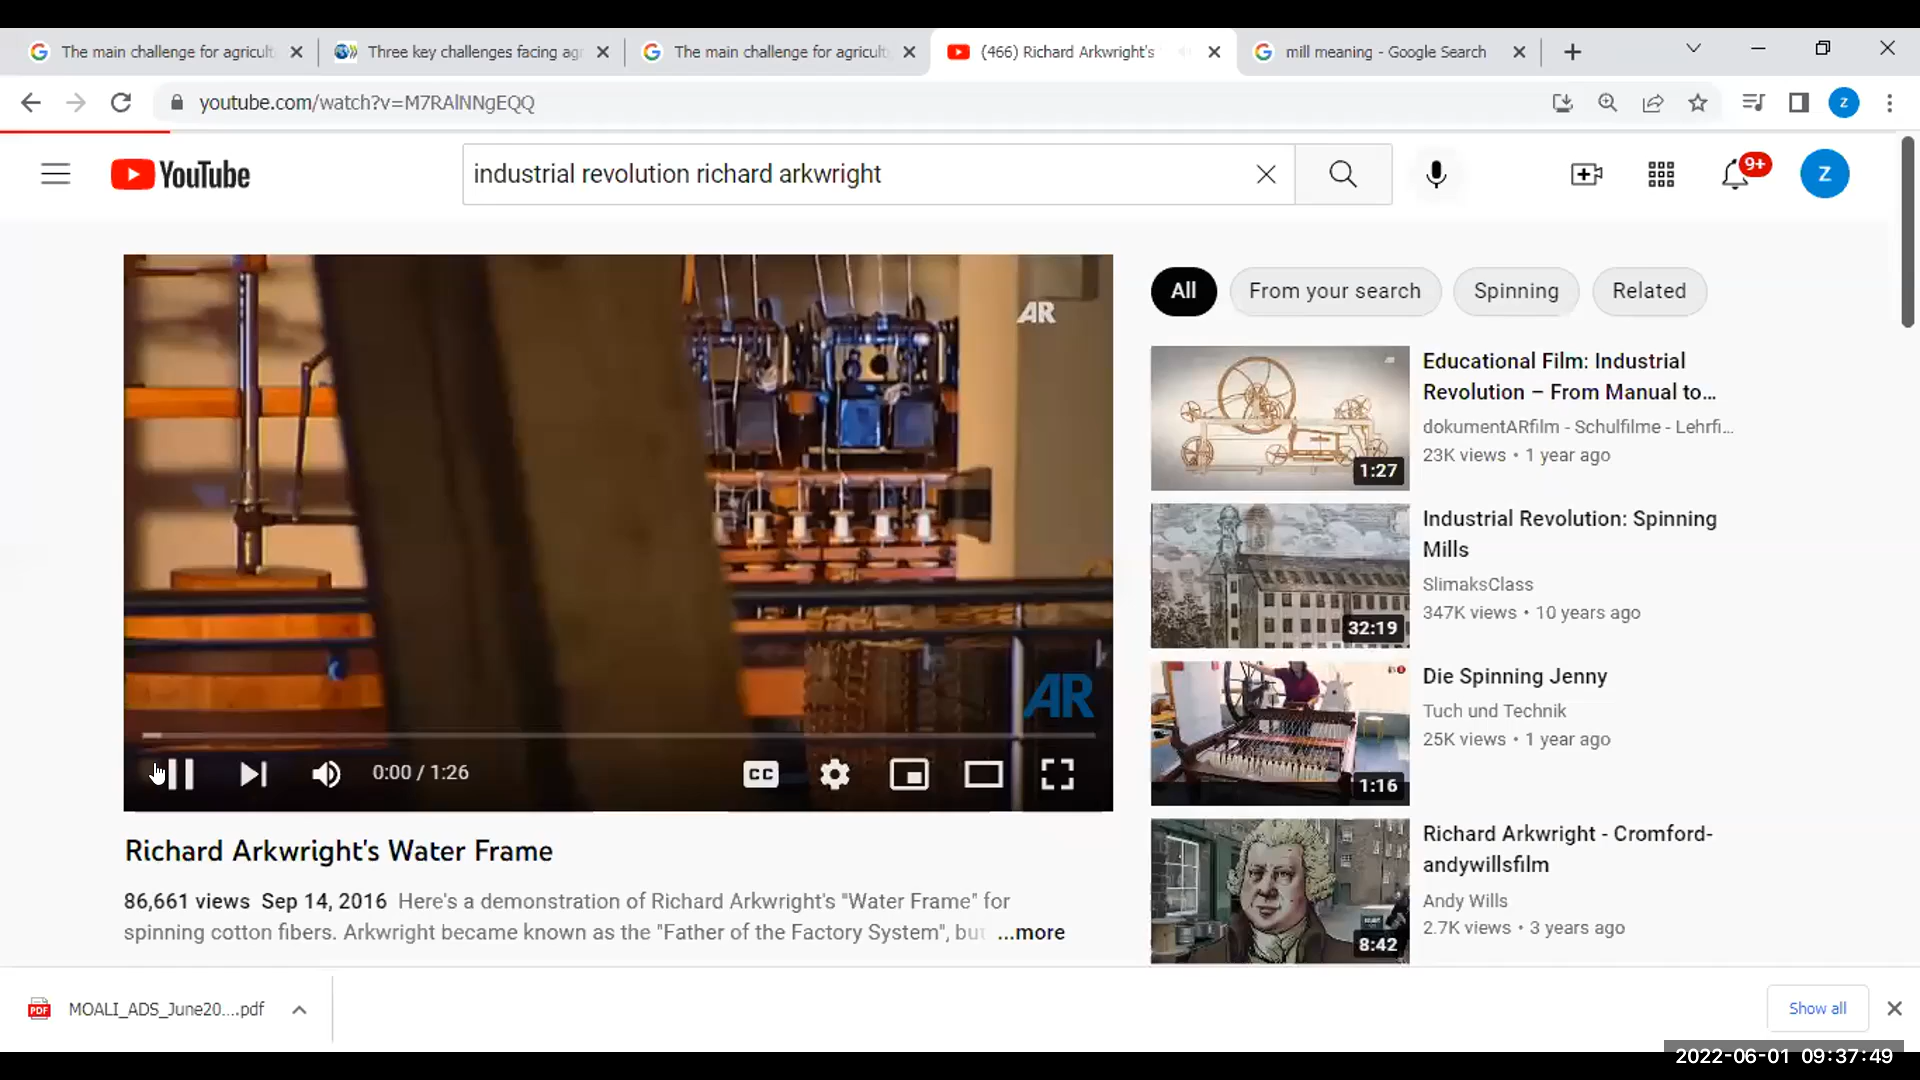 The main challenge for agricult
Three key challenges facing agr
The main challenge for agricult
(466) Richard Arkwright's
mill meaning - Google Search
youtube.com/watch?v=M7RAlNNgEQQ
z
YouTube
industrial revolution richard arkwright
9+
Z
AR
AR
CC
0:00 / 1:26
Richard Arkwright's Water Frame
86,661 views Sep 14, 2016 Here's a demonstration of Richard Arkwright's "Water Frame" for
spinning cotton fibers. Arkwright became known as the "Father of the Factory System", but ...more
All
From your search
Spinning
Related
1:27
Educational Film: Industrial
Revolution – From Manual to...
dokumentARfilm - Schulfilme - Lehrfi...
23K views • 1 year ago
32:19
Industrial Revolution: Spinning
Mills
SlimaksClass
347K views • 10 years ago
1:16
Die Spinning Jenny
Tuch und Technik
25K views • 1 year ago
8:42
Richard Arkwright - Cromford-
andywillsfilm
Andy Wills
2.7K views • 3 years ago
PDF
MOALI_ADS_June20....pdf
Show all
2022-06-01 09:37:49